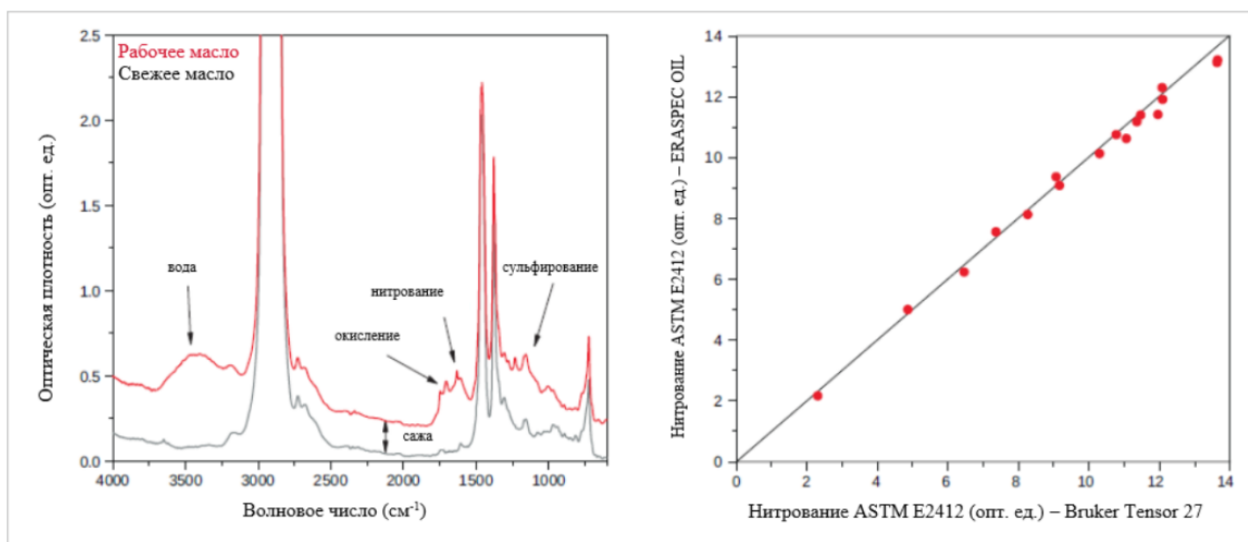 Рабочее масло
Свежее масло
вода
окисление
нитрование
сульфирование
сажа
Оптическая плотность (опт. ед.)
2.5
2.0
1.5
1.0
0.5
0.0
4000 3500 3000 2500 2000 1500 1000
Волновое число (см⁻¹)
Нитрование ASTM E2412 (опт. ед.) – ERASPEC OIL
14
12
10
8
6
4
2
0
0 2 4 6 8 10 12 14
Нитрование ASTM E2412 (опт. ед.) – Bruker Tensor 27